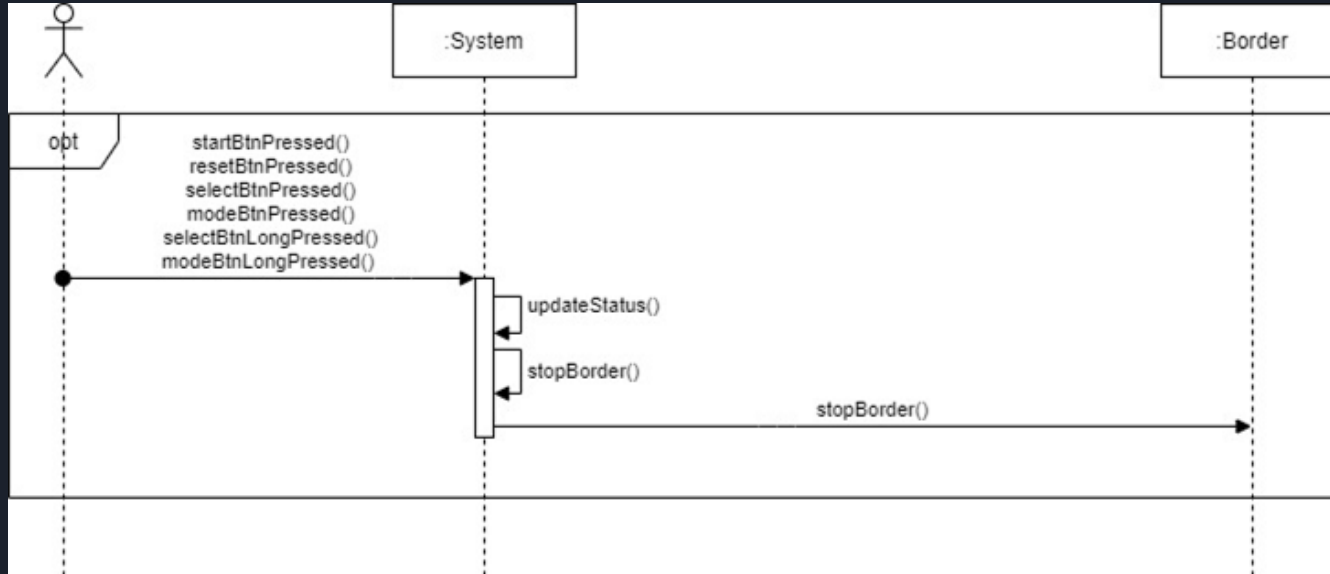 :System
:Border
opt
startBtnPressed()
resetBtnPressed()
selectBtnPressed()
modeBtnPressed()
selectBtnLongPressed()
modeBtnLongPressed()
updateStatus()
stopBorder()
stopBorder()